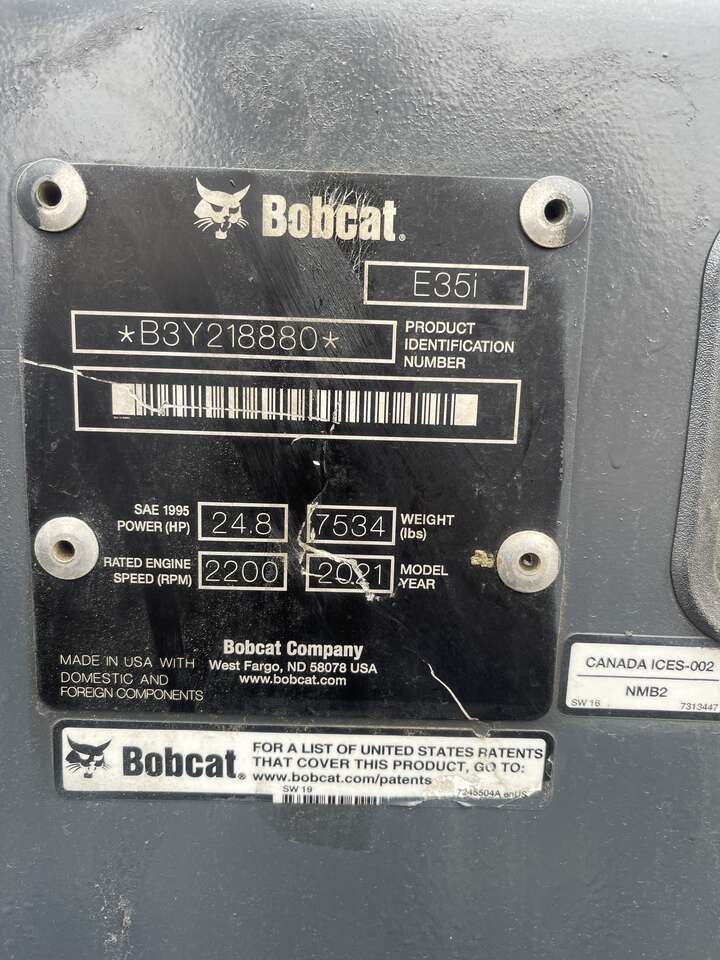 Bobcat.
E35i
*B3Y218880*
PRODUCT
IDENTIFICATION
NUMBER
SAE 1995
POWER (HP)
24.8
7534
WEIGHT
(lbs)
RATED ENGINE
SPEED (RPM)
2200
2021
MODEL
YEAR
Bobcat Company
West Fargo, ND 58078 USA
www.bobcat.com
MADE IN USA WITH
DOMESTIC AND
FOREIGN COMPONENTS
CANADA ICES-002
NMB2
SW 16
7313447
Bobcat.
FOR A LIST OF UNITED STATES PATENTS
THAT COVER THIS PRODUCT, GO TO:
www.bobcat.com/patents
SW 19
7248504A enUS